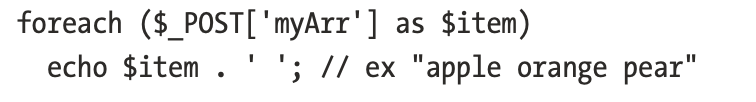 foreach ($_POST['myArr'] as $item)
  echo $item . ' '; // ex "apple orange pear"